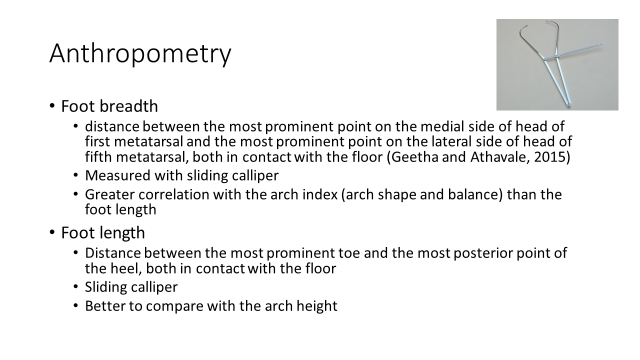 Anthropometry
• Foot breadth
• distance between the most prominent point on the medial side of head of
first metatarsal and the most prominent point on the lateral side of head of
fifth metatarsal, both in contact with the floor (Geetha and Athavale, 2015)
• Measured with sliding calliper
• Greater correlation with the arch index (arch shape and balance) than the
foot length
• Foot length
• Distance between the most prominent toe and the most posterior point of
the heel, both in contact with the floor
• Sliding calliper
• Better to compare with the arch height